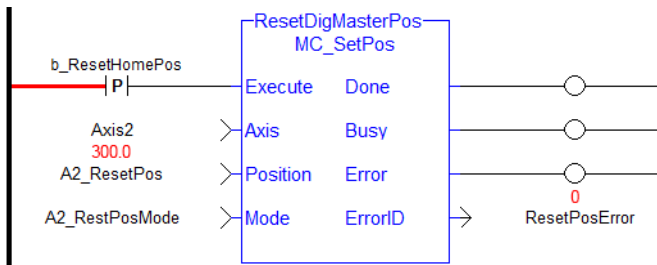 ResetDigMasterPos
MC_SetPos
b_ResetHomePos
P
Execute Done
Axis2
Axis Busy
300.0
A2_ResetPos
Position Error
0
A2_RestPosMode
Mode ErrorID
ResetPosError